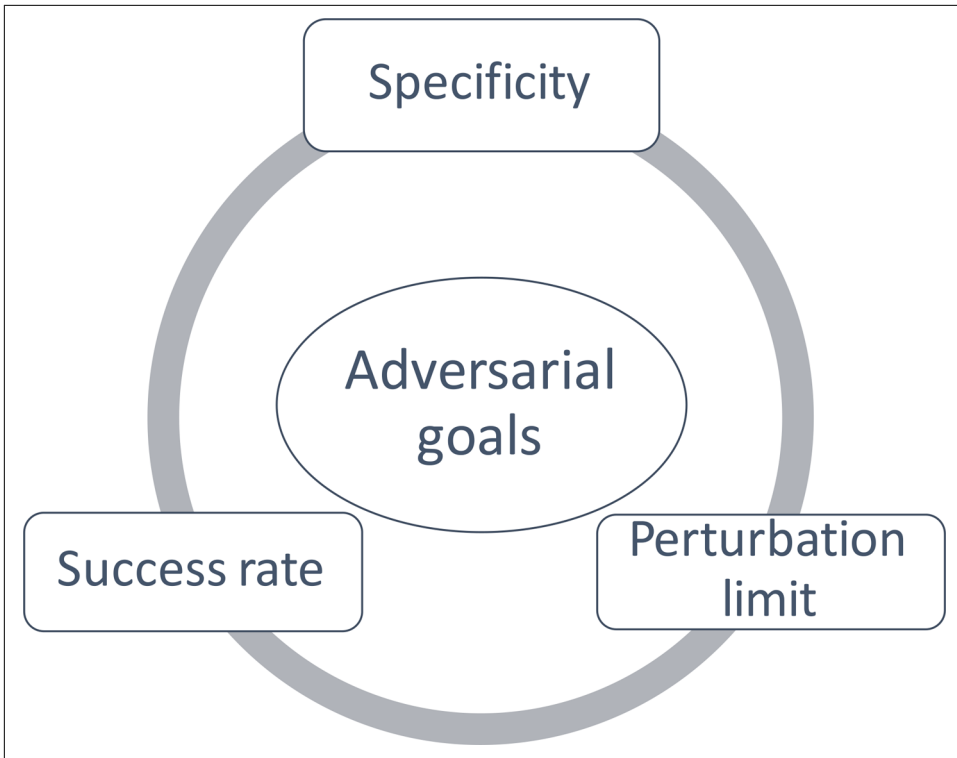 Specificity
Adversarial
goals
Success rate
Perturbation
limit